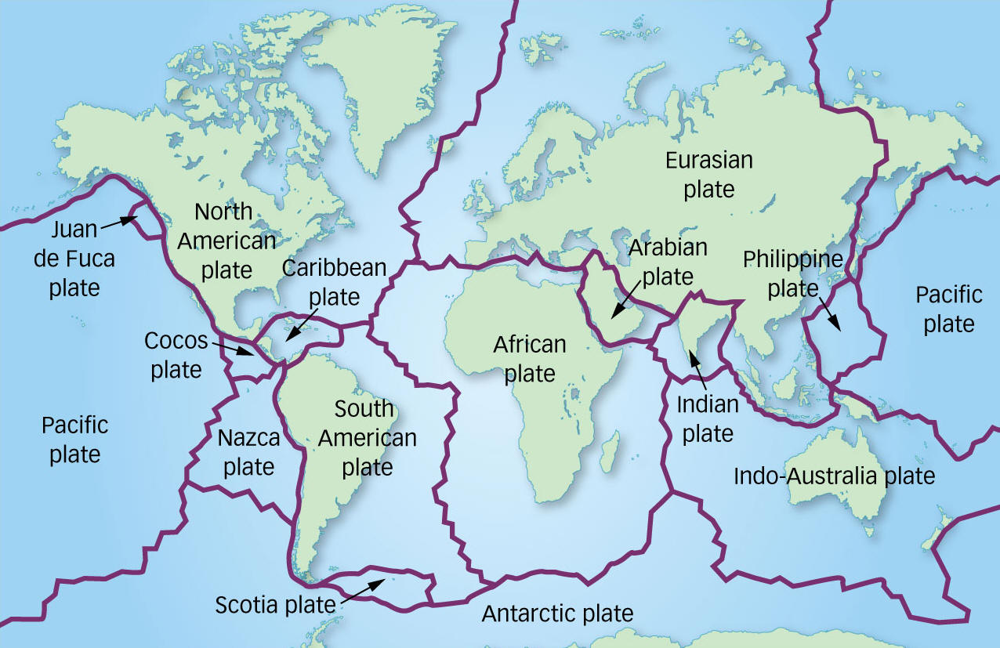 Eurasian
plate
North
American
plate
Juan
de Fuca
plate
Caribbean
plate
Arabian
plate
Philippine
plate
Pacific
plate
Cocos
plate
African
plate
Indian
plate
South
American
plate
Nazca
plate
Pacific
plate
Indo-Australia plate
Scotia plate
Antarctic plate